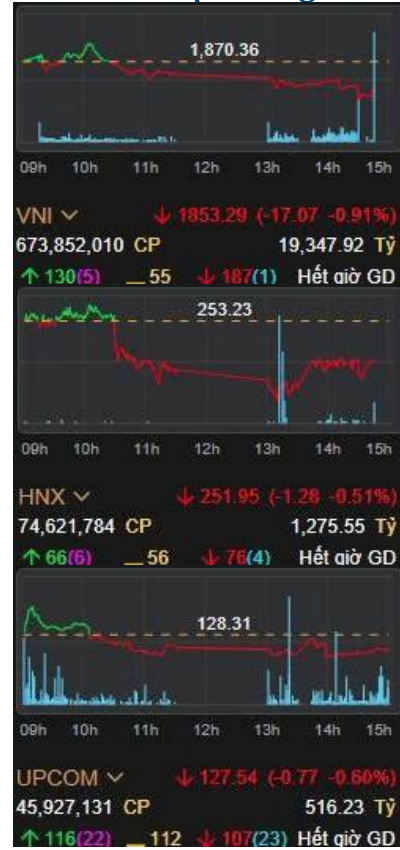 1,870.36
09h 10h 11h 12h 13h 14h 15h
VNI ↓ 1853.29 (-17.07 -0.91%)
673,852,010 CP 19,347.92 Tỷ
↑ 130(5) 55 ↓ 187(1) Hết giờ GD
253.23
09h 10h 11h 12h 13h 14h 15h
HNX ↓ 251.95 (-1.28 -0.51%)
74,621,784 CP 1,275.55 Tỷ
↑ 66(6) 56 ↓ 76(4) Hết giờ GD
128.31
09h 10h 11h 12h 13h 14h 15h
UPCOM ↓ 127.54 (-0.77 -0.60%)
45,927,131 CP 516.23 Tỷ
↑ 116(22) 112 ↓ 107(23) Hết giờ GD